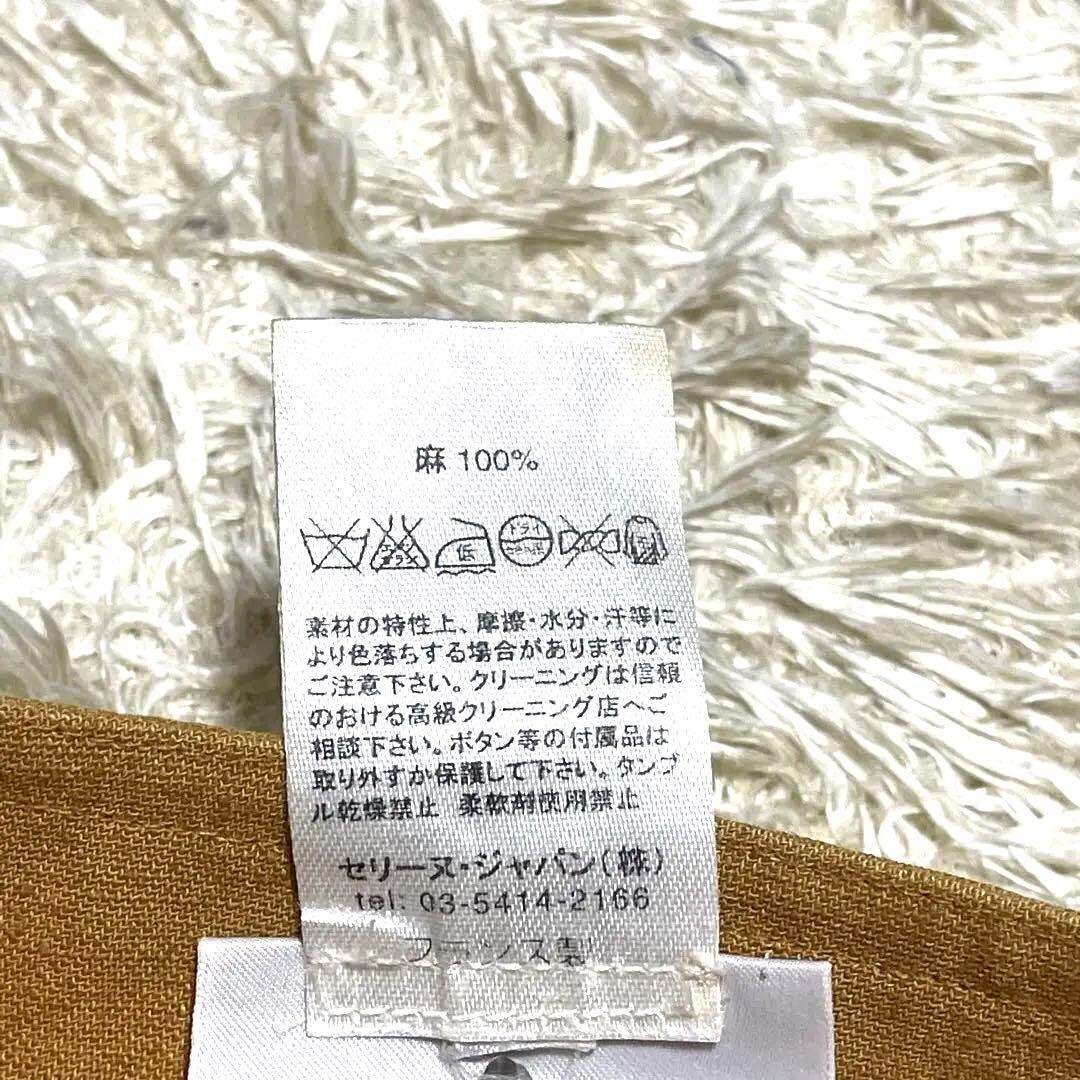 麻 100%
低
ドライ
素材の特性上、摩擦・水分・汗等に
より色落ちする場合がありますので
ご注意下さい。クリーニングは信頼
のおける高級クリーニング店へご
相談下さい。ボタン等の付属品は
取り外すか保護して下さい。タンブ
ル乾燥禁止 柔軟剤使用禁止
セリーヌ・ジャパン(株)
tel: 03-5414-2166
フランス製